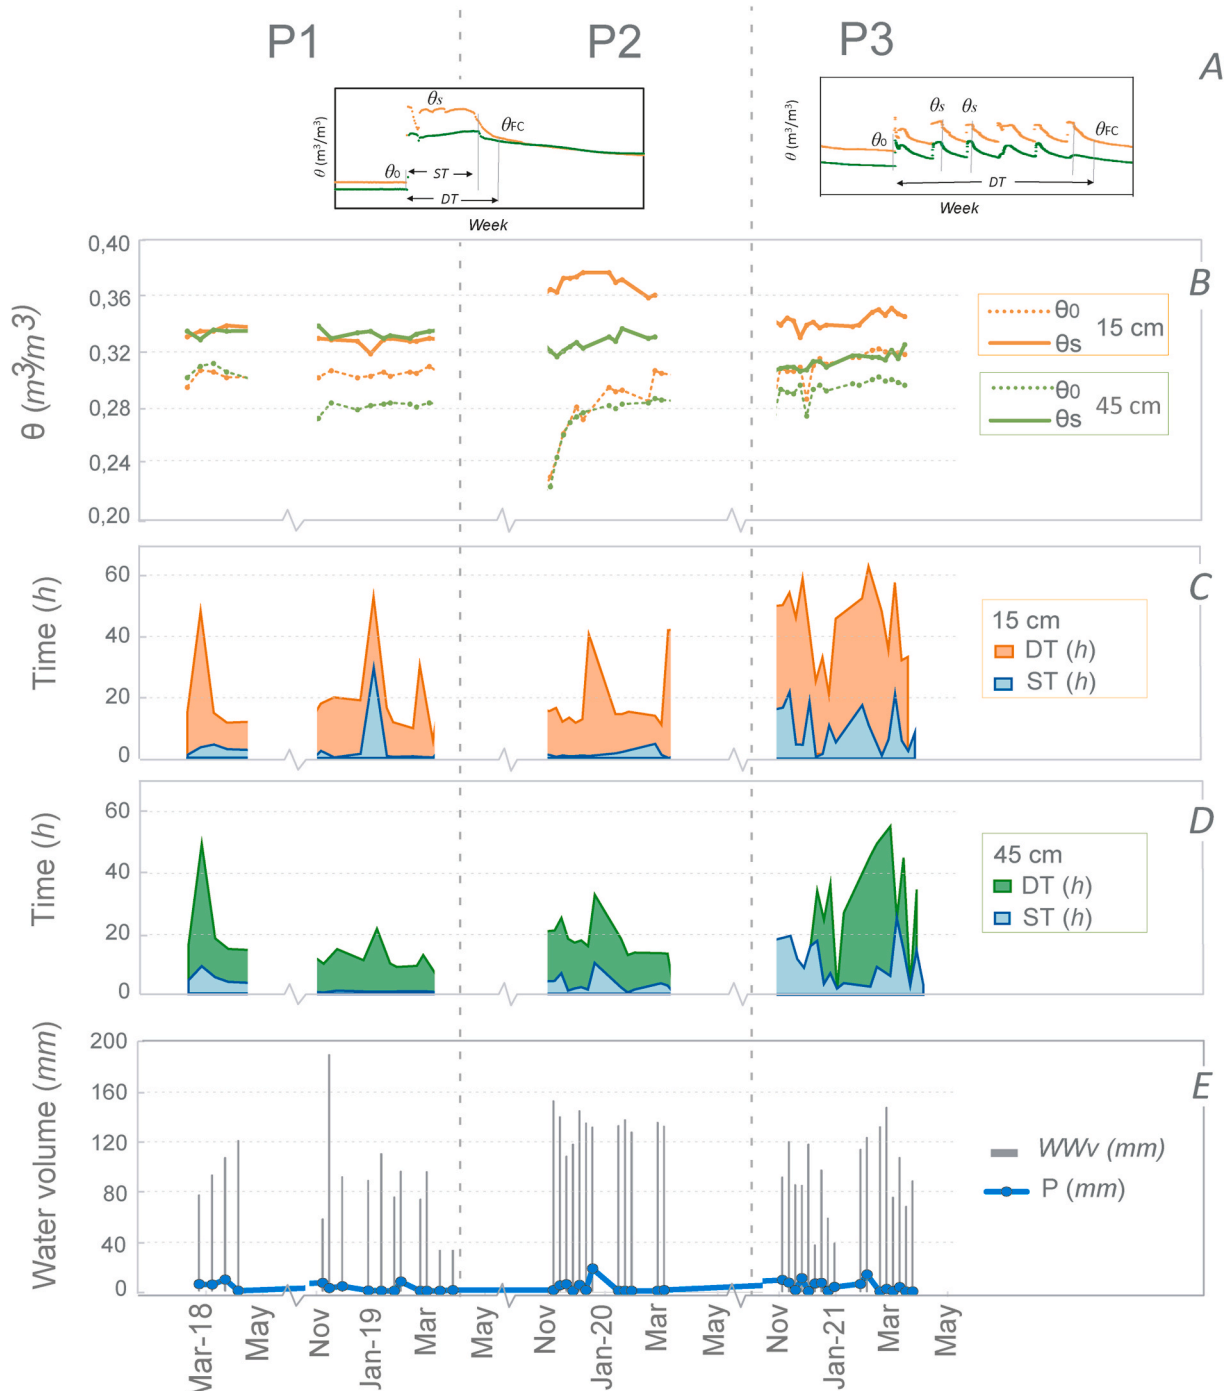 P1 P2 P3
A
θs
θFC
θ0
ST
DT
θ (m³/m³)
Week
θs θs
θ0
θFC
DT
θ (m³/m³)
Week
B
θ (m³/m3)
0,40
0,36
0,32
0,28
0,24
0,20
θ0
θs
15 cm
θ0
θs
45 cm
C
Time (h)
60
40
20
0
15 cm
DT (h)
ST (h)
D
Time (h)
60
40
20
0
45 cm
DT (h)
ST (h)
E
Water volume (mm)
200
160
120
80
40
0
WWv (mm)
P (mm)
Mar-18 May Nov Jan-19 Mar May Nov Jan-20 Mar May Nov Jan-21 Mar May